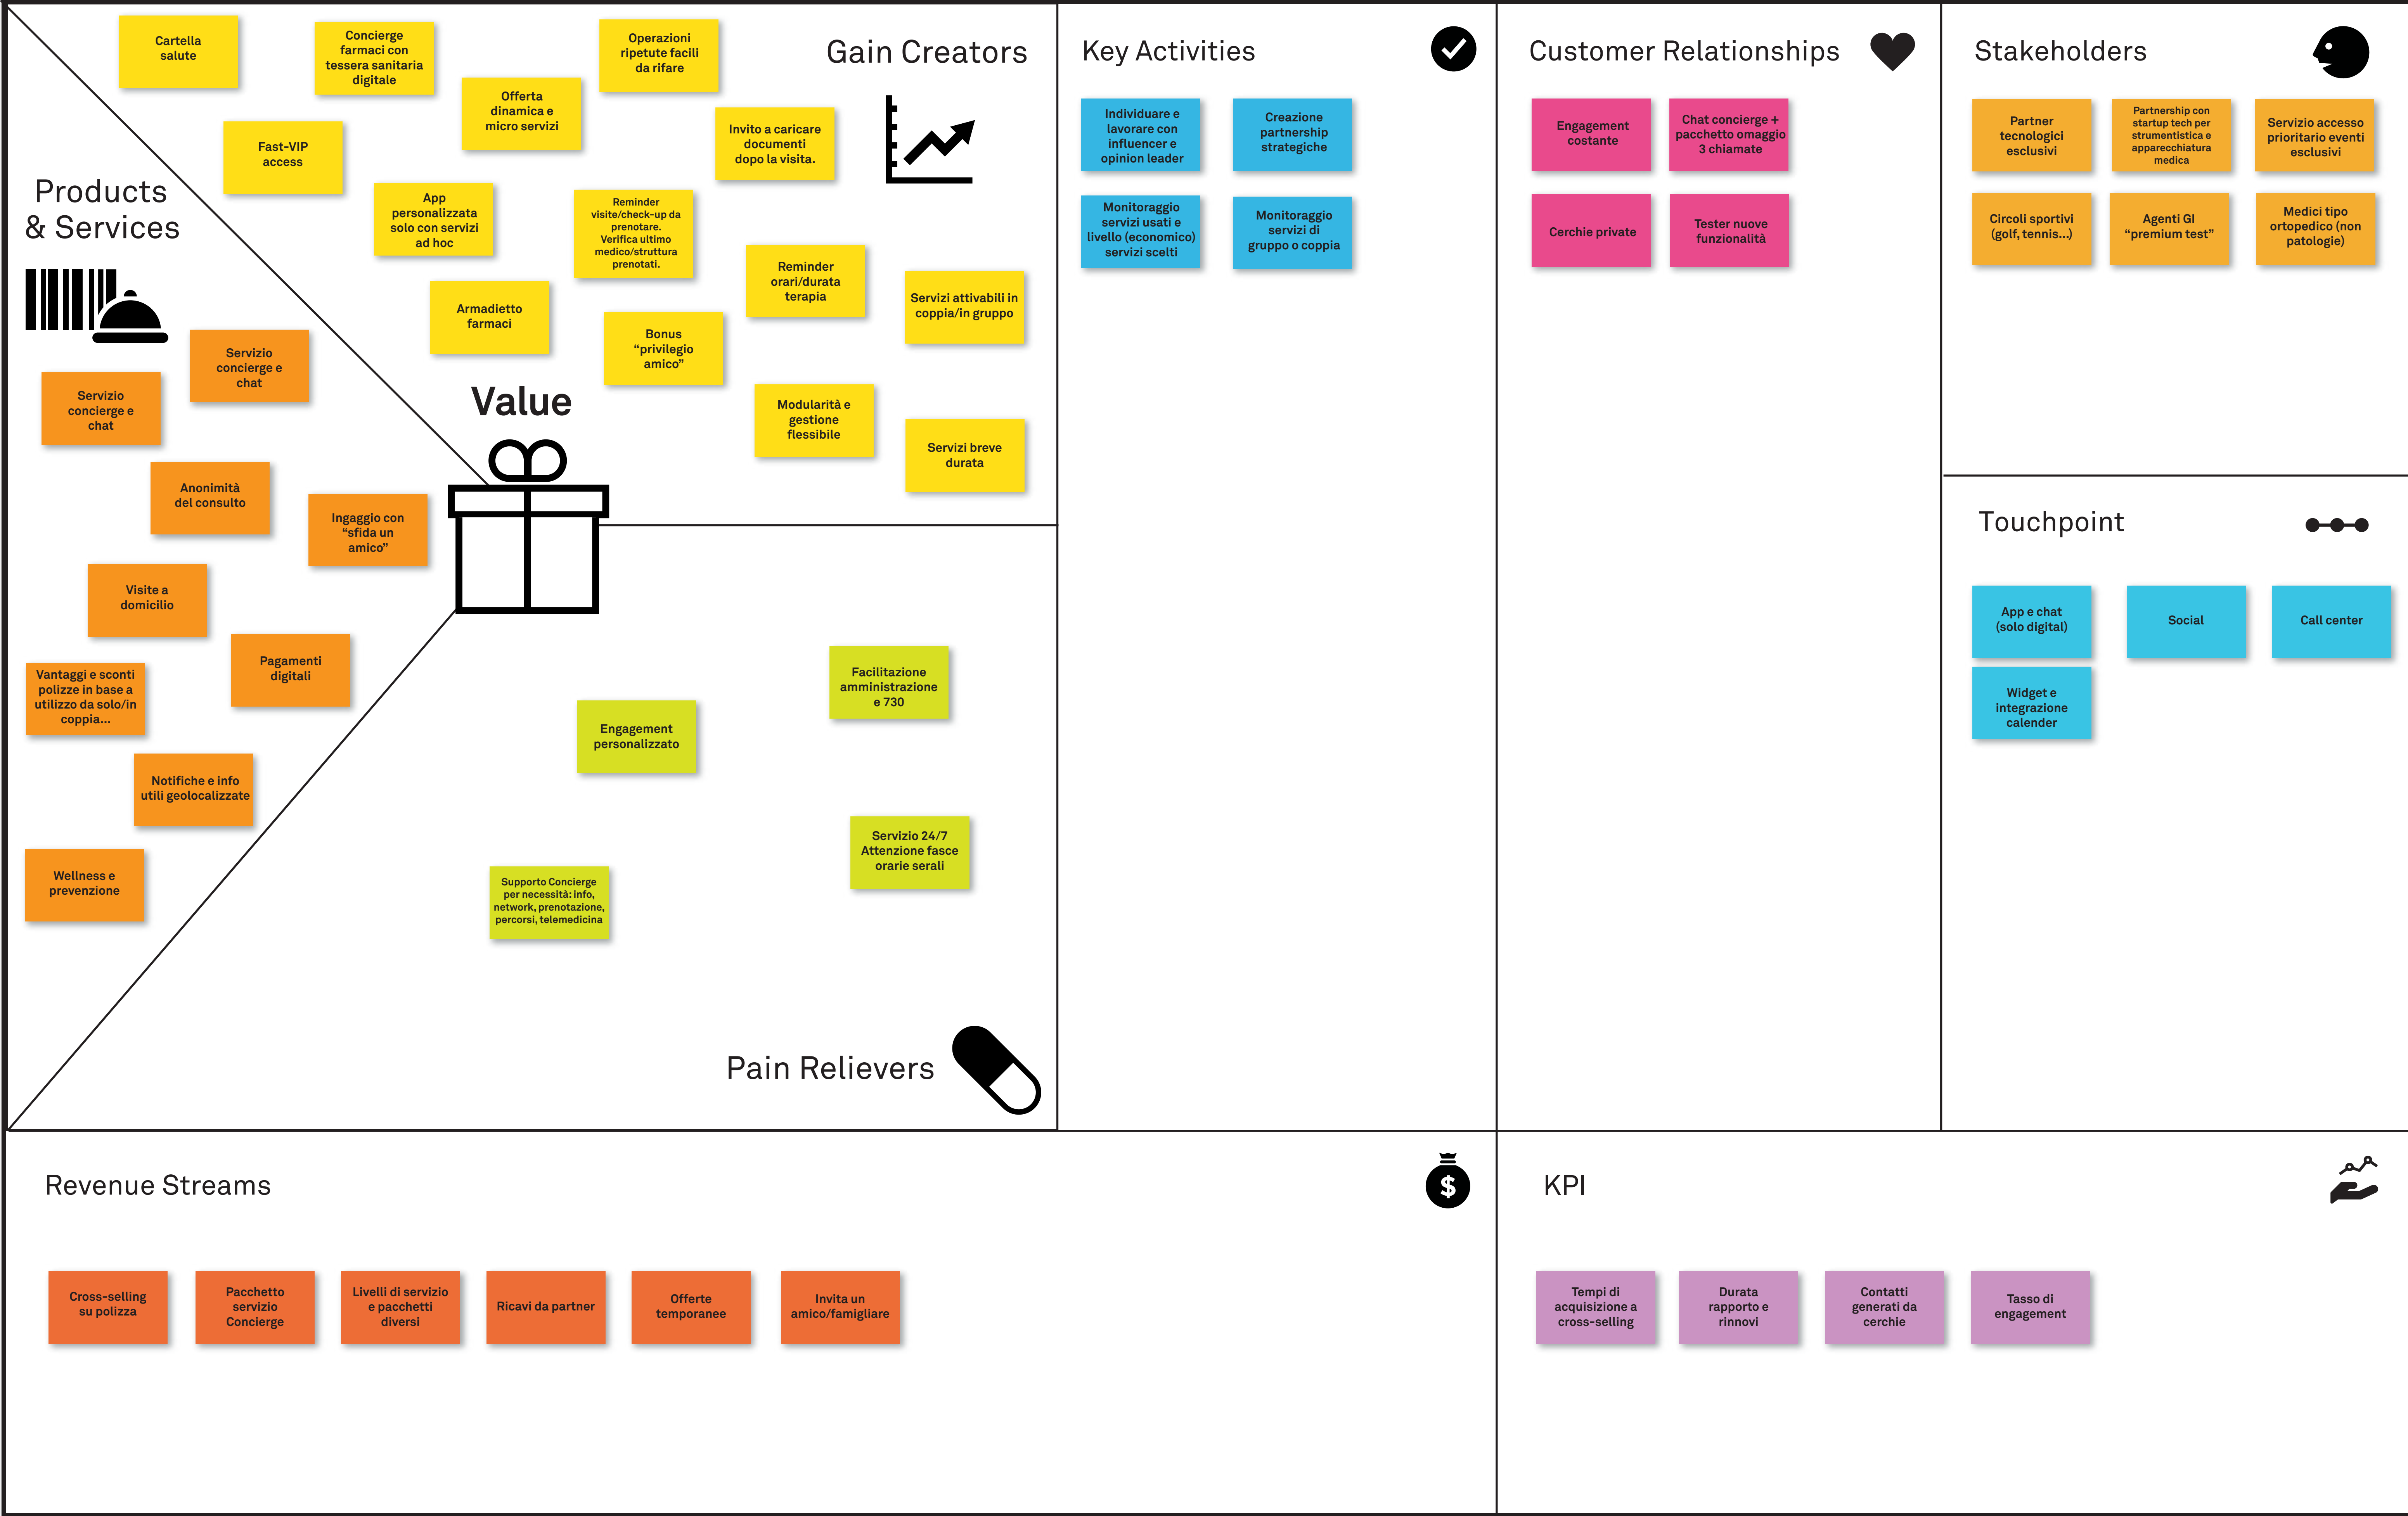 Products
& Services
Servizio
concierge e
chat
Servizio
concierge e
chat
Anonimità
del consulto
Ingaggio con
“sfida un
amico”
Visite a
domicilio
Pagamenti
digitali
Vantaggi e sconti
polizze in base a
utilizzo da solo/in
coppia...
Notifiche e info
utili geolocalizzate
Wellness e
prevenzione
Gain Creators
Cartella
salute
Concierge
farmaci con
tessera sanitaria
digitale
Operazioni
ripetute facili
da rifare
Offerta
dinamica e
micro servizi
Fast-VIP
access
Invito a caricare
documenti
dopo la visita.
App
personalizzata
solo con servizi
ad hoc
Reminder
visite/check-up da
prenotare.
Verifica ultimo
medico/struttura
prenotati.
Reminder
orari/durata
terapia
Servizi attivabili in
coppia/in gruppo
Armadietto
farmaci
Bonus
“privilegio
amico”
Modularità e
gestione
flessibile
Servizi breve
durata
Value
Facilitazione
amministrazione
e 730
Engagement
personalizzato
Servizio 24/7
Attenzione fasce
orarie serali
Supporto Concierge
per necessità: info,
network, prenotazione,
percorsi, telemedicina
Pain Relievers
Key Activities
Individuare e
lavorare con
influencer e
opinion leader
Creazione
partnership
strategiche
Monitoraggio
servizi usati e
livello (economico)
servizi scelti
Monitoraggio
servizi di
gruppo o coppia
Customer Relationships
Engagement
costante
Chat concierge +
pacchetto omaggio
3 chiamate
Cerchie private
Tester nuove
funzionalità
Stakeholders
Partner
tecnologici
esclusivi
Partnership con
startup tech per
strumentistica e
apparecchiatura
medica
Servizio accesso
prioritario eventi
esclusivi
Circoli sportivi
(golf, tennis...)
Agenti GI
“premium test”
Medici tipo
ortopedico (non
patologie)
Touchpoint
App e chat
(solo digital)
Social
Call center
Widget e
integrazione
calender
Revenue Streams
$
Cross-selling
su polizza
Pacchetto
servizio
Concierge
Livelli di servizio
e pacchetti
diversi
Ricavi da partner
Offerte
temporanee
Invita un
amico/famigliare
KPI
Tempi di
acquisizione a
cross-selling
Durata
rapporto e
rinnovi
Contatti
generati da
cerchie
Tasso di
engagement